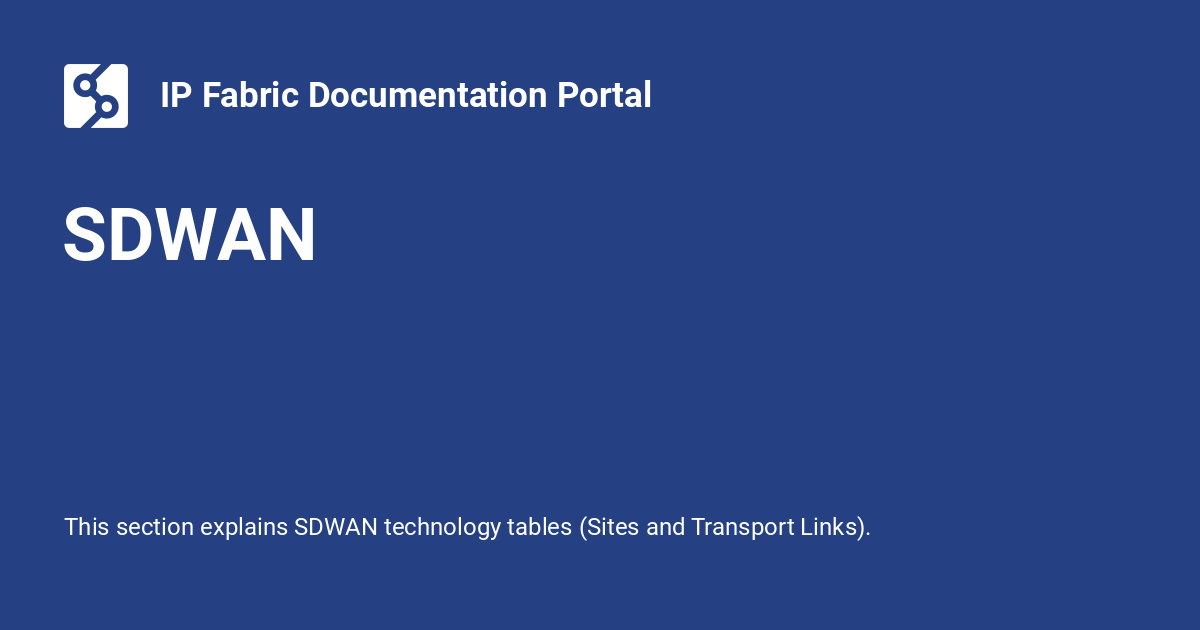 IP Fabric Documentation Portal
SDWAN
This section explains SDWAN technology tables (Sites and Transport Links).